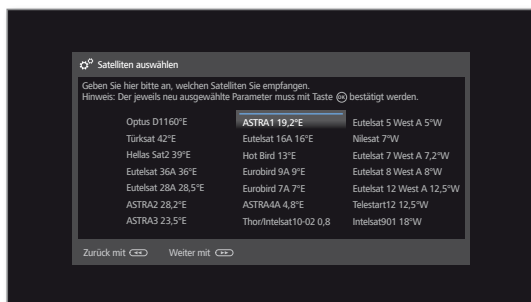 Satelliten auswählen
Geben Sie hier bitte an, welchen Satelliten Sie empfangen.
Hinweis: Der jeweils neu ausgewählte Parameter muss mit Taste OK bestätigt werden.
Optus D1160°E ASTRA1 19,2°E Eutelsat 5 West A 5°W
Türksat 42°E Eutelsat 16A 16°E Nilesat 7°W
Hellas Sat2 39°E Hot Bird 13°E Eutelsat 7 West A 7,2°W
Eutelsat 36A 36°E Eurobird 9A 9°E Eutelsat 8 West A 8°W
Eutelsat 28A 28,5°E Eurobird 7A 7°E Eutelsat 12 West A 12,5°W
ASTRA2 28,2°E ASTRA4A 4,8°E Telestart12 12,5°W
ASTRA3 23,5°E Thor/Intelsat10-02 0,8 Intelsat901 18°W
Zurück mit Weiter mit